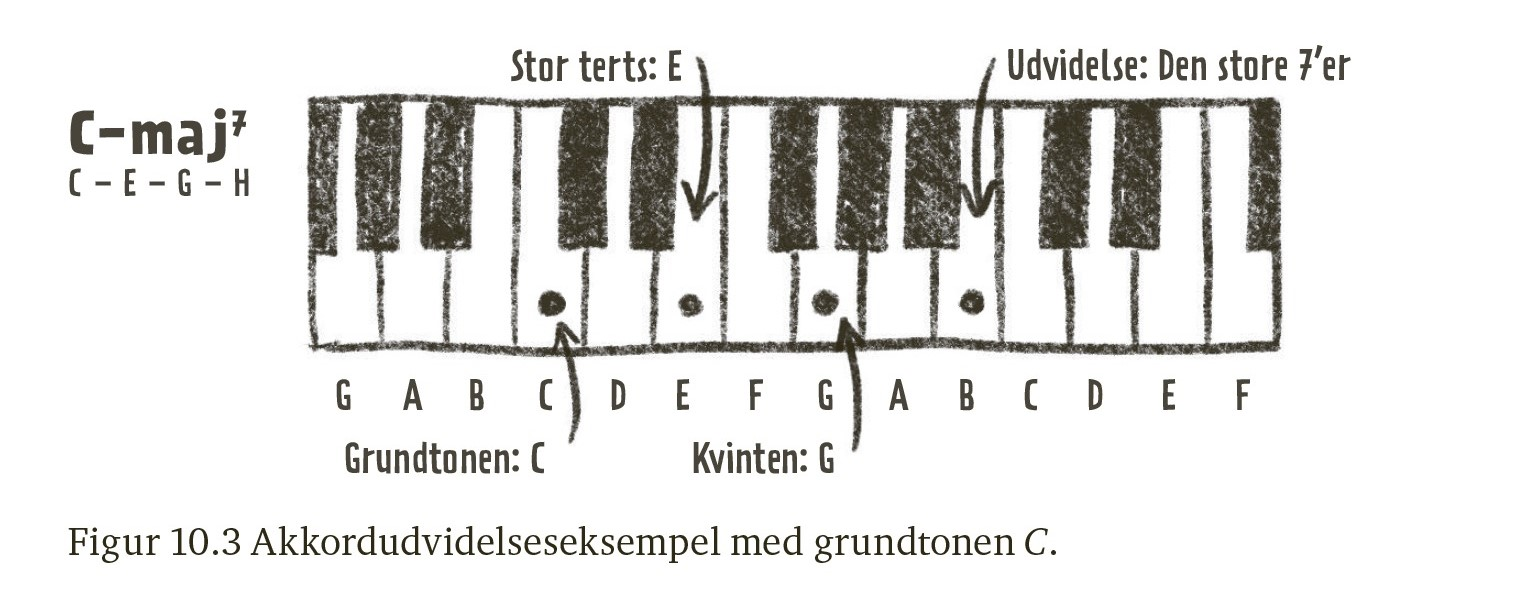 Stor terts: E
Udvidelse: Den store 7'er
C-maj⁷
C – E – G – H
G A B C D E F G A B C D E F
Grundtonen: C
Kvinten: G
Figur 10.3 Akkordudvidelseseksempel med grundtonen C.